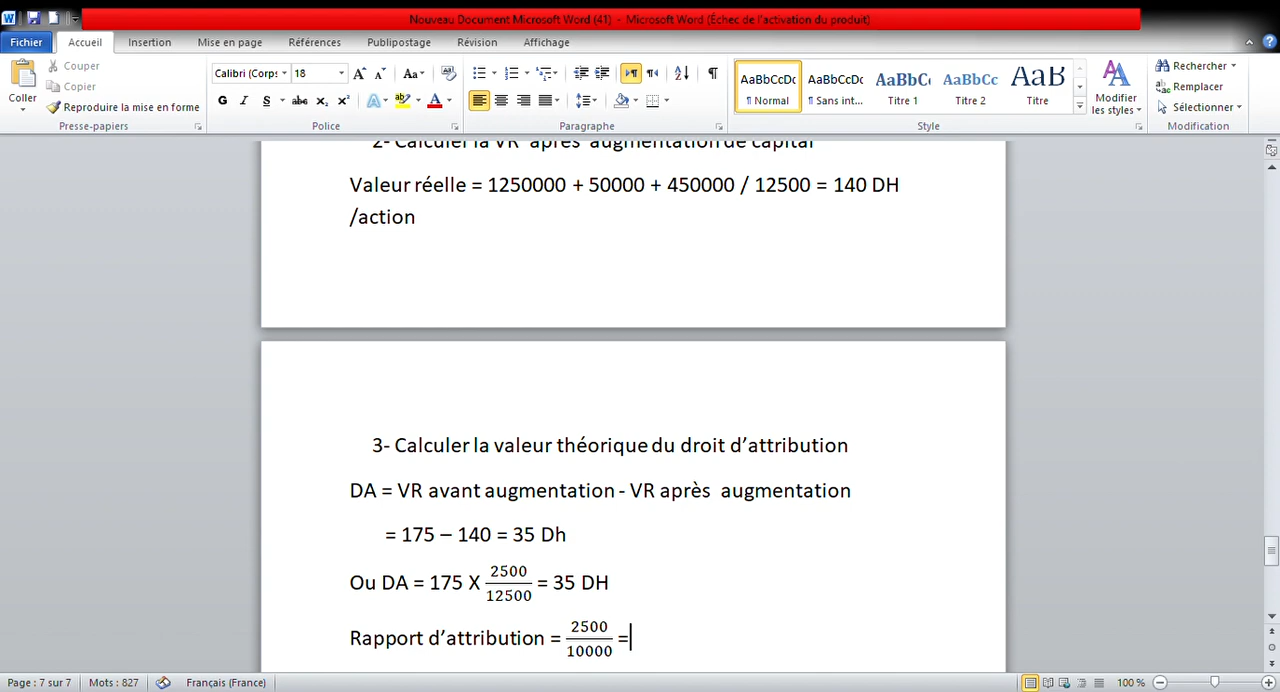 Nouveau Document Microsoft Word (41) - Microsoft Word (Échec de l'activation du produit)
Fichier Accueil Insertion Mise en page Références Publipostage Révision Affichage
Coller
Couper
Copier
Reproduire la mise en forme
Presse-papiers
Calibri (Corps 18
G I S abc x₂ x²
Police
Paragraphe
AaBbCcDc AaBbCcDc AaBbC AaBbCc AaB
¶ Normal ¶ Sans int... Titre 1 Titre 2 Titre
Style
Modifier
les styles
Rechercher
Remplacer
Sélectionner
Modification
2- Calculer la VR après augmentation de capital
Valeur réelle = 1250000 + 50000 + 450000 / 12500 = 140 DH
/action
3- Calculer la valeur théorique du droit d’attribution
DA = VR avant augmentation - VR après augmentation
= 175 – 140 = 35 Dh
Ou DA = 175 X 2500/12500 = 35 DH
Rapport d’attribution = 2500/10000 =
Page : 7 sur 7 Mots : 827 Français (France) 100 %